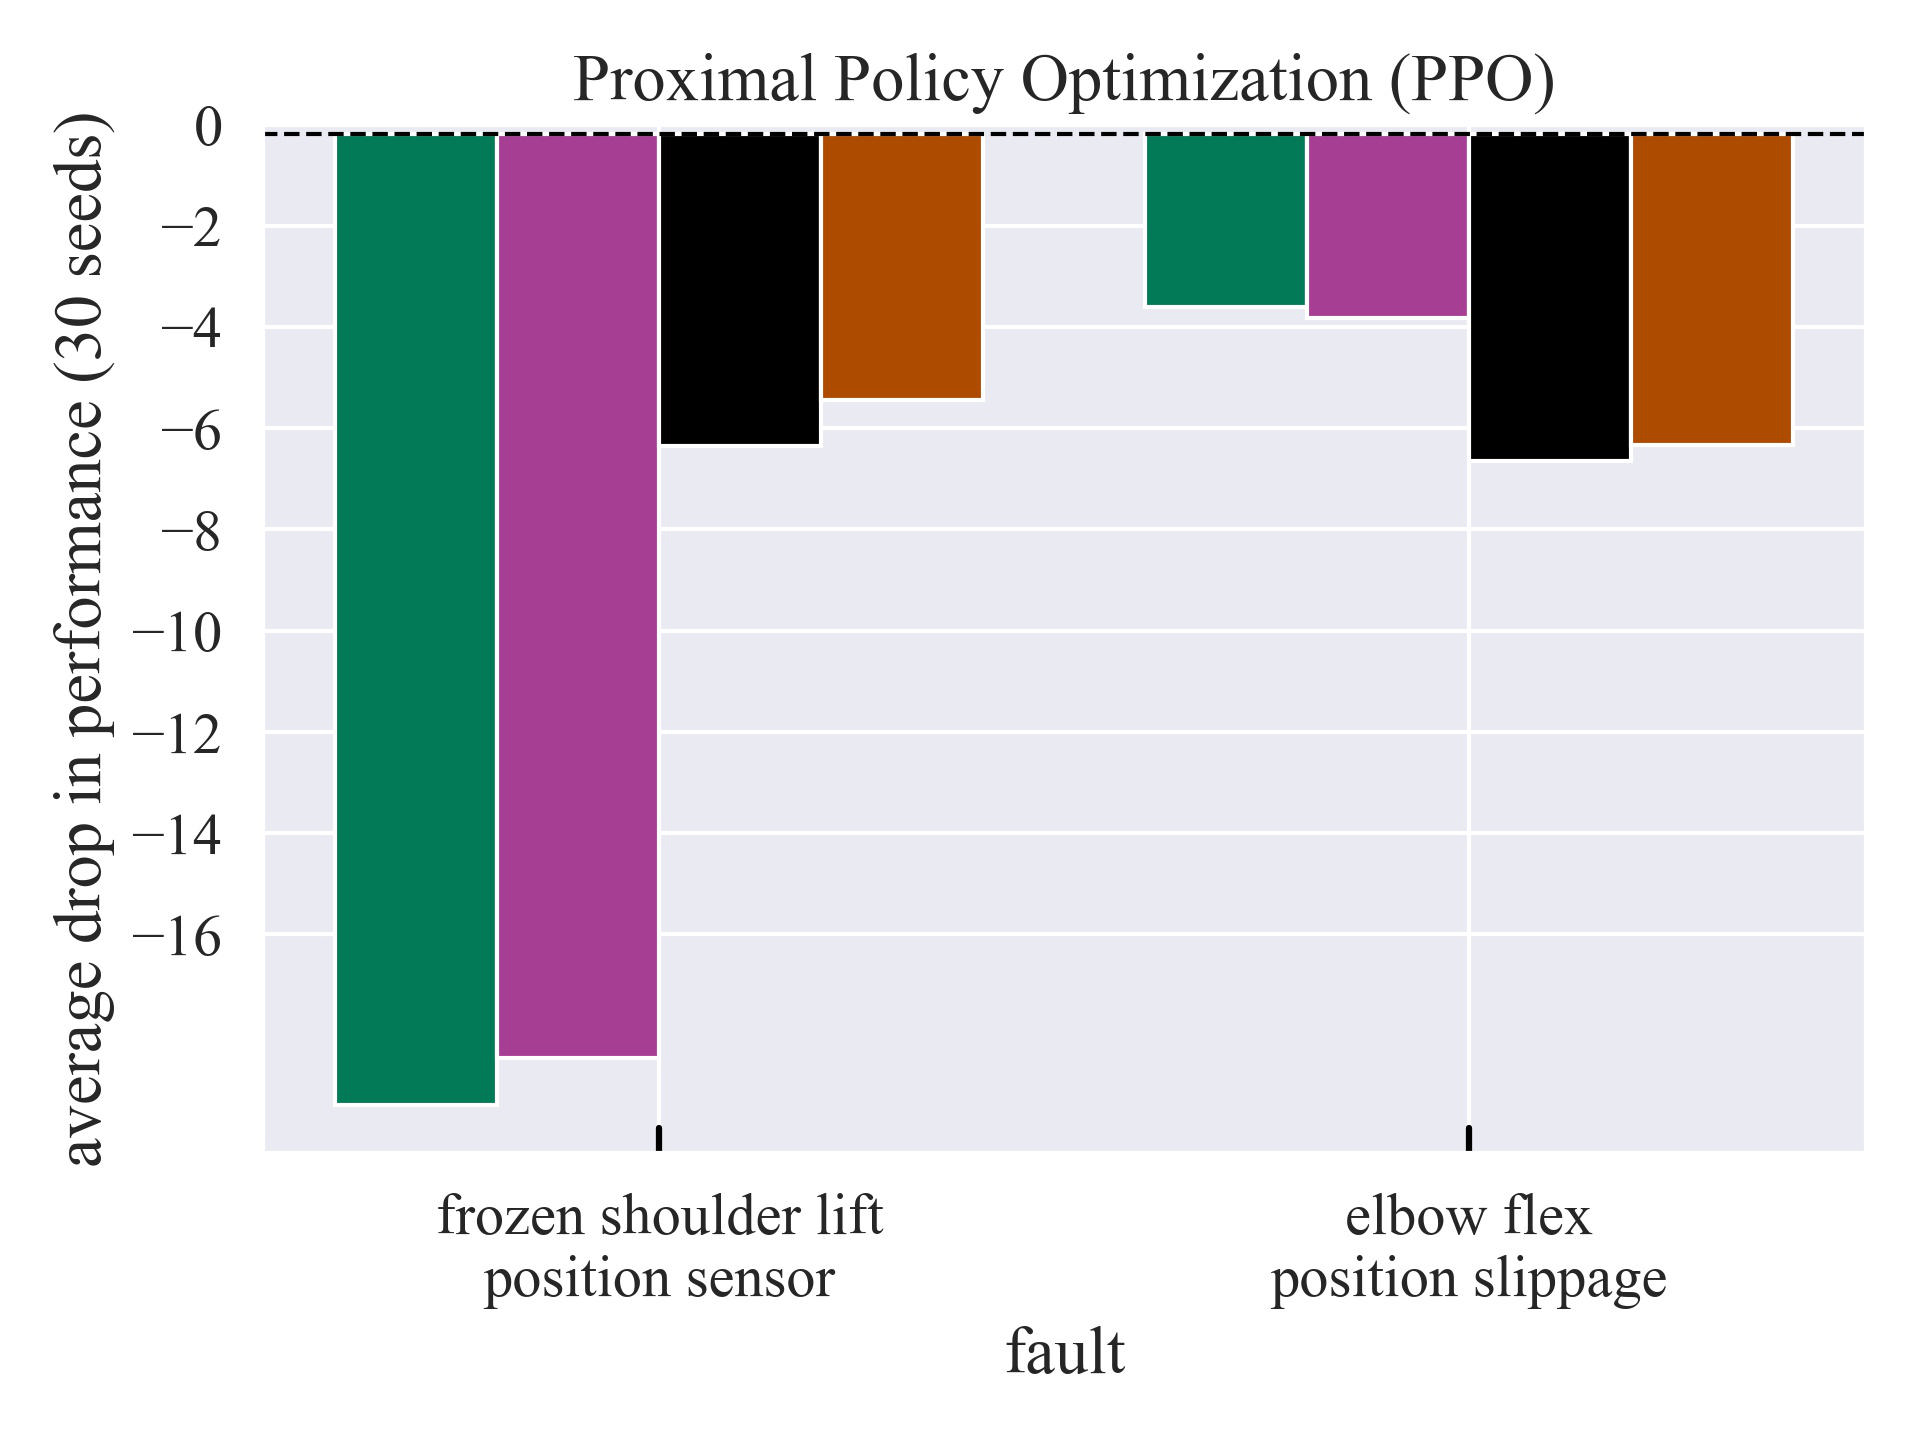 Proximal Policy Optimization (PPO)
average drop in performance (30 seeds)
0
−2
−4
−6
−8
−10
−12
−14
−16
frozen shoulder lift
position sensor
elbow flex
position slippage
fault